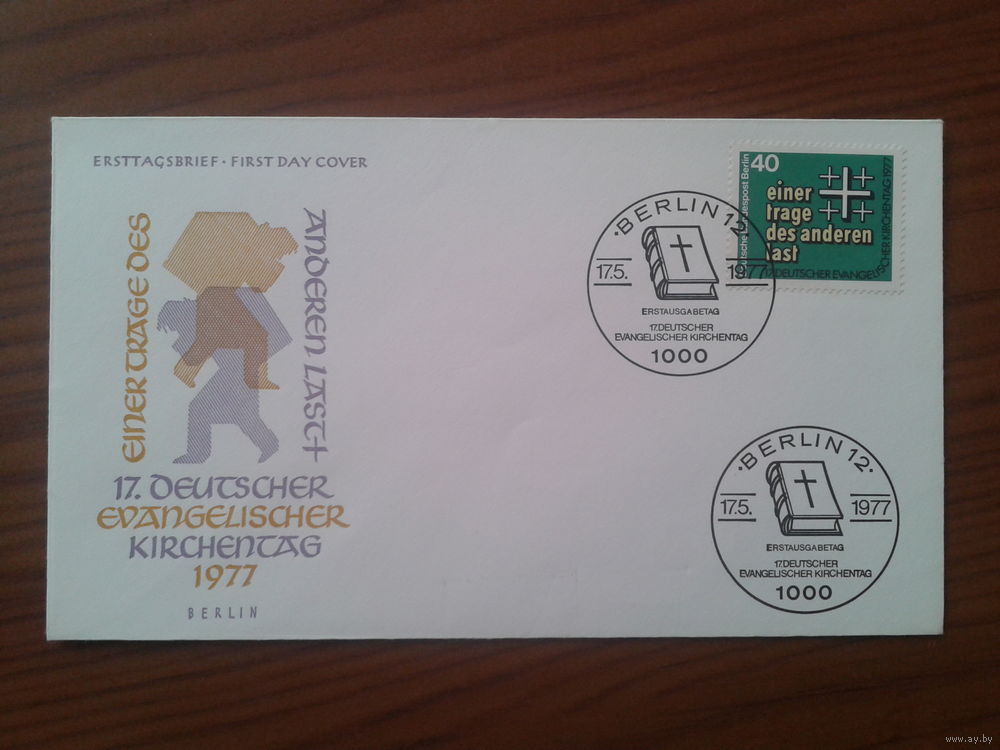 ERSTTAGSBRIEF · FIRST DAY COVER
EINER TRAGE DES
ANDEREN LAST
17. DEUTSCHER
EVANGELISCHER
KIRCHENTAG
1977
BERLIN
40
Deutsche Bundespost Berlin
einer
trage
des anderen
last
17. DEUTSCHER EVANGELISCHER KIRCHENTAG 1977
· BERLIN 12 ·
17.5. 1977
ERSTAUSGABETAG
17.DEUTSCHER
EVANGELISCHER KIRCHENTAG
1000
· BERLIN 12 ·
17.5. 1977
ERSTAUSGABETAG
17.DEUTSCHER
EVANGELISCHER KIRCHENTAG
1000
www.ay.by